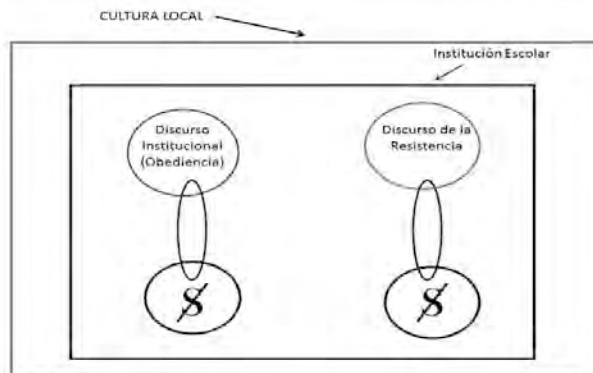 CULTURA LOCAL
Institución Escolar
Discurso
Institucional
(Obediencia)
Discurso de la
Resistencia
$
$